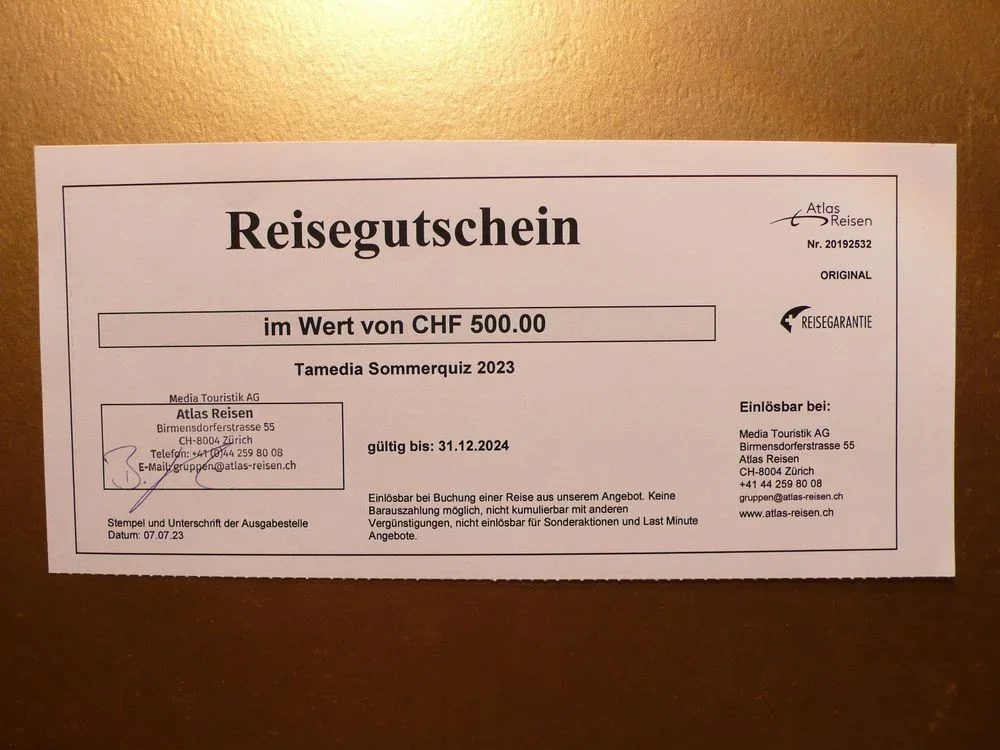 Reisegutschein
Atlas
Reisen
Nr. 20192532
ORIGINAL
REISEGARANTIE
im Wert von CHF 500.00
Tamedia Sommerquiz 2023
Media Touristik AG
Atlas Reisen
Birmensdorferstrasse 55
CH-8004 Zürich
Telefon: +41 (0)44 259 80 08
E-Mail: gruppen@atlas-reisen.ch
Stempel und Unterschrift der Ausgabestelle
Datum: 07.07.23
gültig bis: 31.12.2024
Einlösbar bei Buchung einer Reise aus unserem Angebot. Keine
Barauszahlung möglich, nicht kumulierbar mit anderen
Vergünstigungen, nicht einlösbar für Sonderaktionen und Last Minute
Angebote.
Einlösbar bei:
Media Touristik AG
Birmensdorferstrasse 55
Atlas Reisen
CH-8004 Zürich
+41 44 259 80 08
gruppen@atlas-reisen.ch
www.atlas-reisen.ch